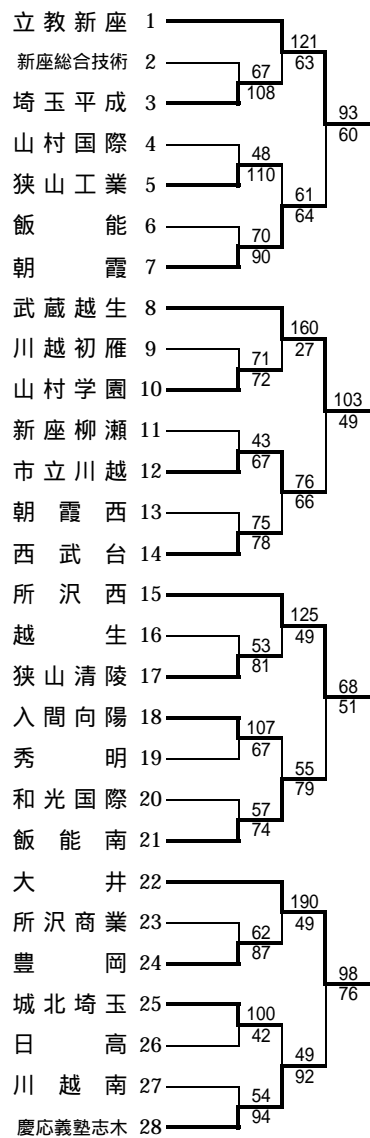 立教新座 1
新座総合技術 2
埼玉平成 3
山村国際 4
狭山工業 5
飯能 6
朝霞 7
武蔵越生 8
川越初雁 9
山村学園 10
新座柳瀬 11
市立川越 12
朝霞西 13
西武台 14
所沢西 15
越生 16
狭山清陵 17
入間向陽 18
秀明 19
和光国際 20
飯能南 21
大井 22
所沢商業 23
豊岡 24
城北埼玉 25
日高 26
川越南 27
慶応義塾志木 28
67
108
48
110
70
90
71
72
43
67
75
78
53
81
107
67
57
74
62
87
100
42
54
94
121
63
61
64
160
27
76
66
125
49
55
79
190
49
49
92
93
60
103
49
68
51
98
76